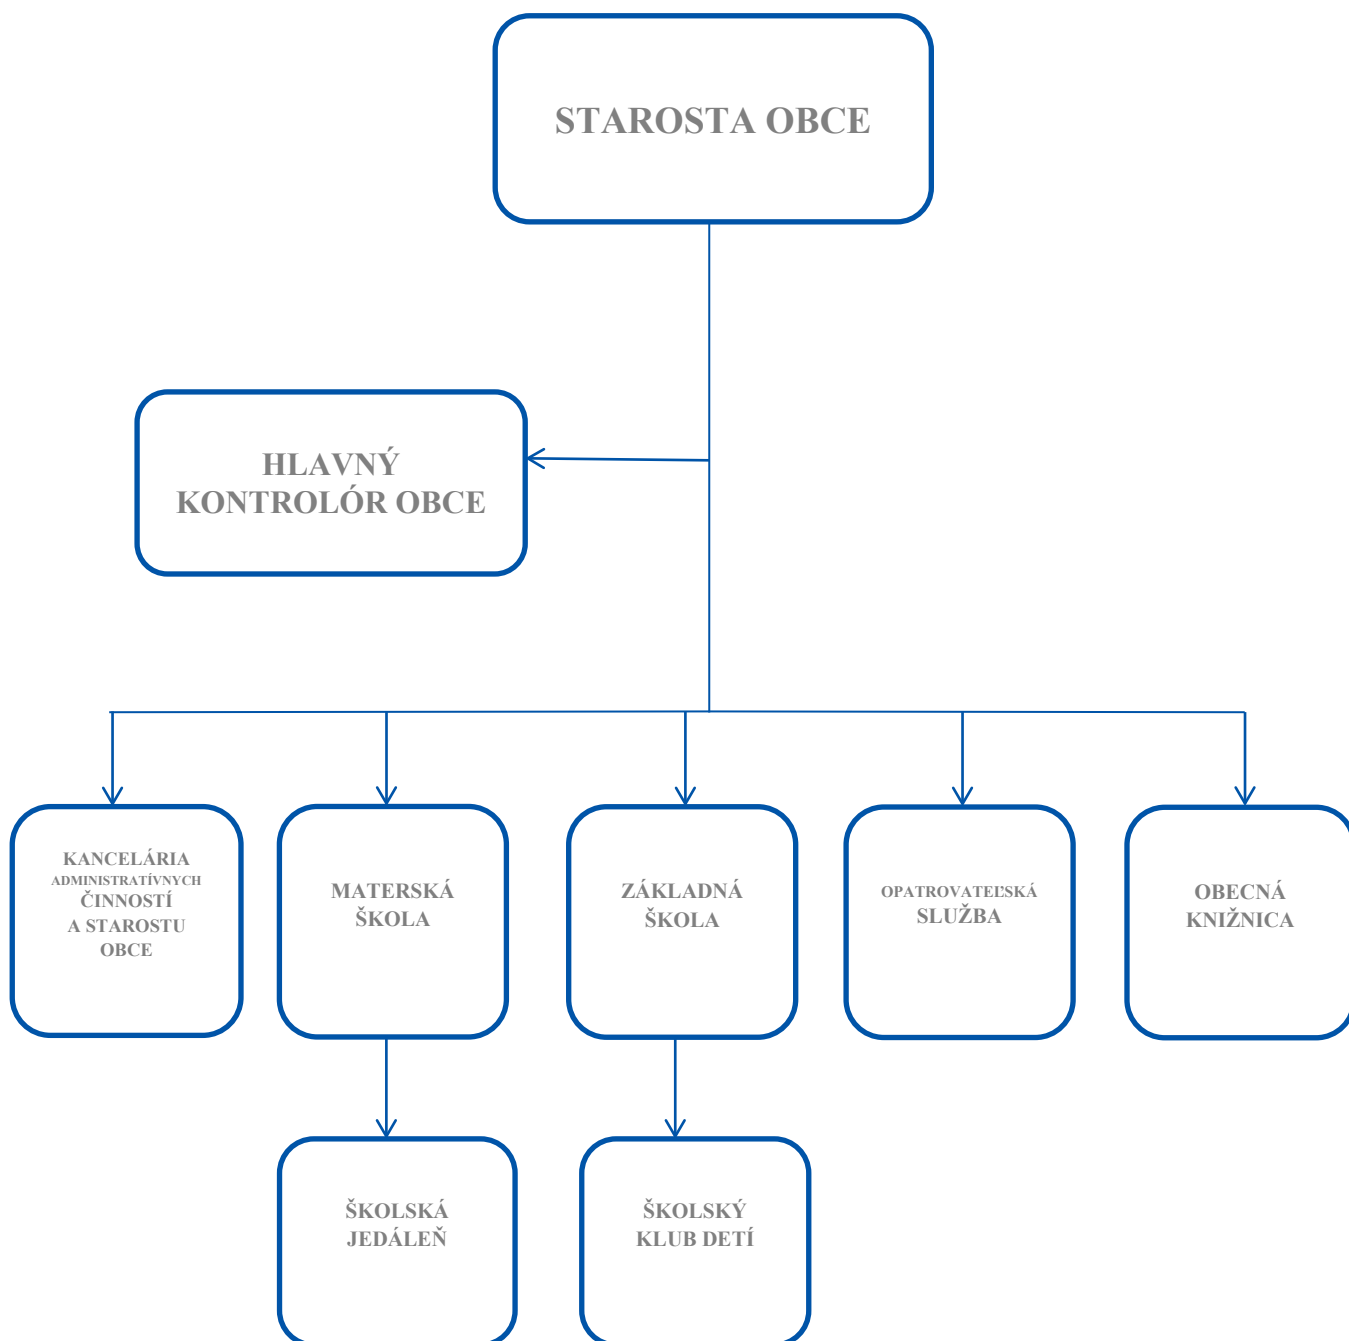 STAROSTA OBCE
HLAVNÝ
KONTROLÓR OBCE
KANCELÁRIA
ADMINISTRATÍVNYCH
ČINNOSTÍ
A STAROSTU
OBCE
MATERSKÁ
ŠKOLA
ZÁKLADNÁ
ŠKOLA
OPATROVATEĽSKÁ
SLUŽBA
OBECNÁ
KNIŽNICA
ŠKOLSKÁ
JEDÁLEŇ
ŠKOLSKÝ
KLUB DETÍ